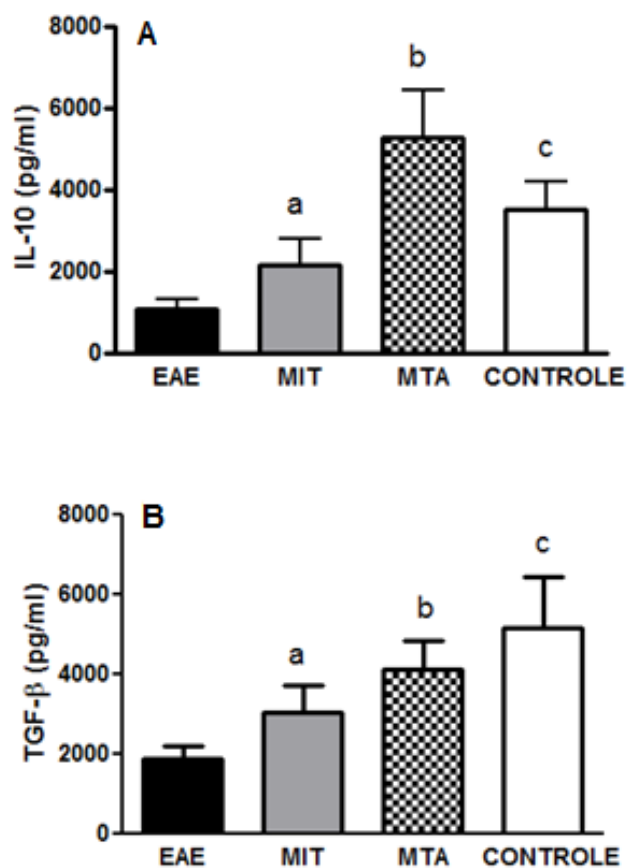 A
IL-10 (pg/ml)
8000
6000
4000
2000
0
a
b
c
EAE MIT MTA CONTROLE
B
TGF-β (pg/ml)
8000
6000
4000
2000
0
a
b
c
EAE MIT MTA CONTROLE